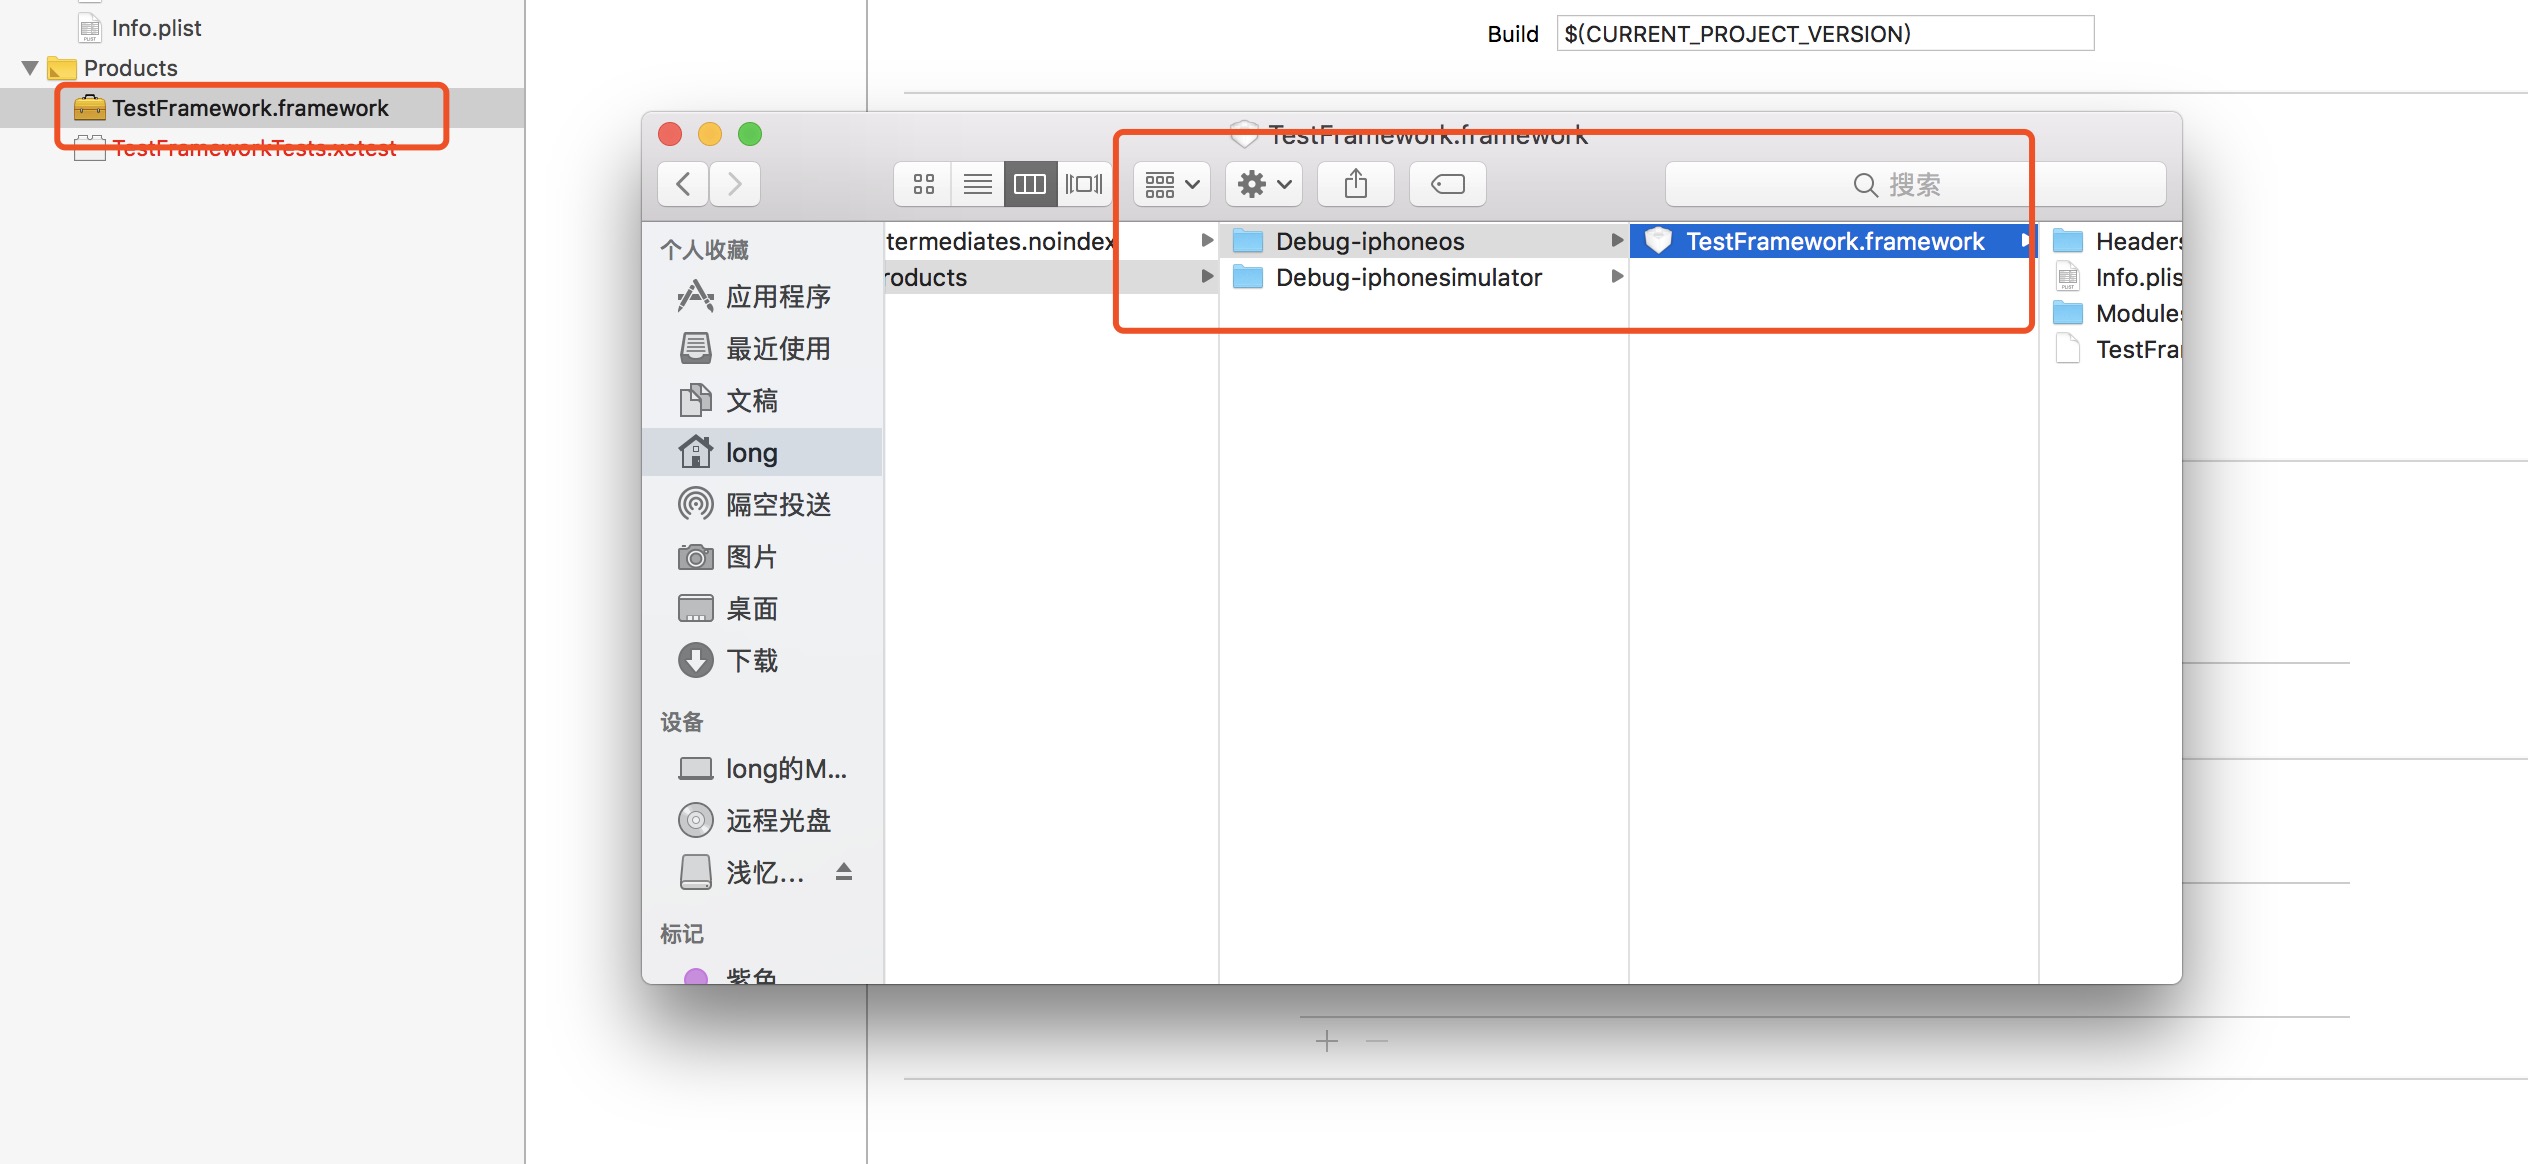 Info.plist
Products
TestFramework.framework
TestFrameworkTests.xctest
Build $(CURRENT_PROJECT_VERSION)
TestFramework.framework
搜索
个人收藏
应用程序
最近使用
文稿
long
隔空投送
图片
桌面
下载
设备
long的M...
远程光盘
浅忆...
标记
紫色
termediates.noindex
roducts
Debug-iphoneos
Debug-iphonesimulator
TestFramework.framework
Headers
Info.plis
Modules
TestFra